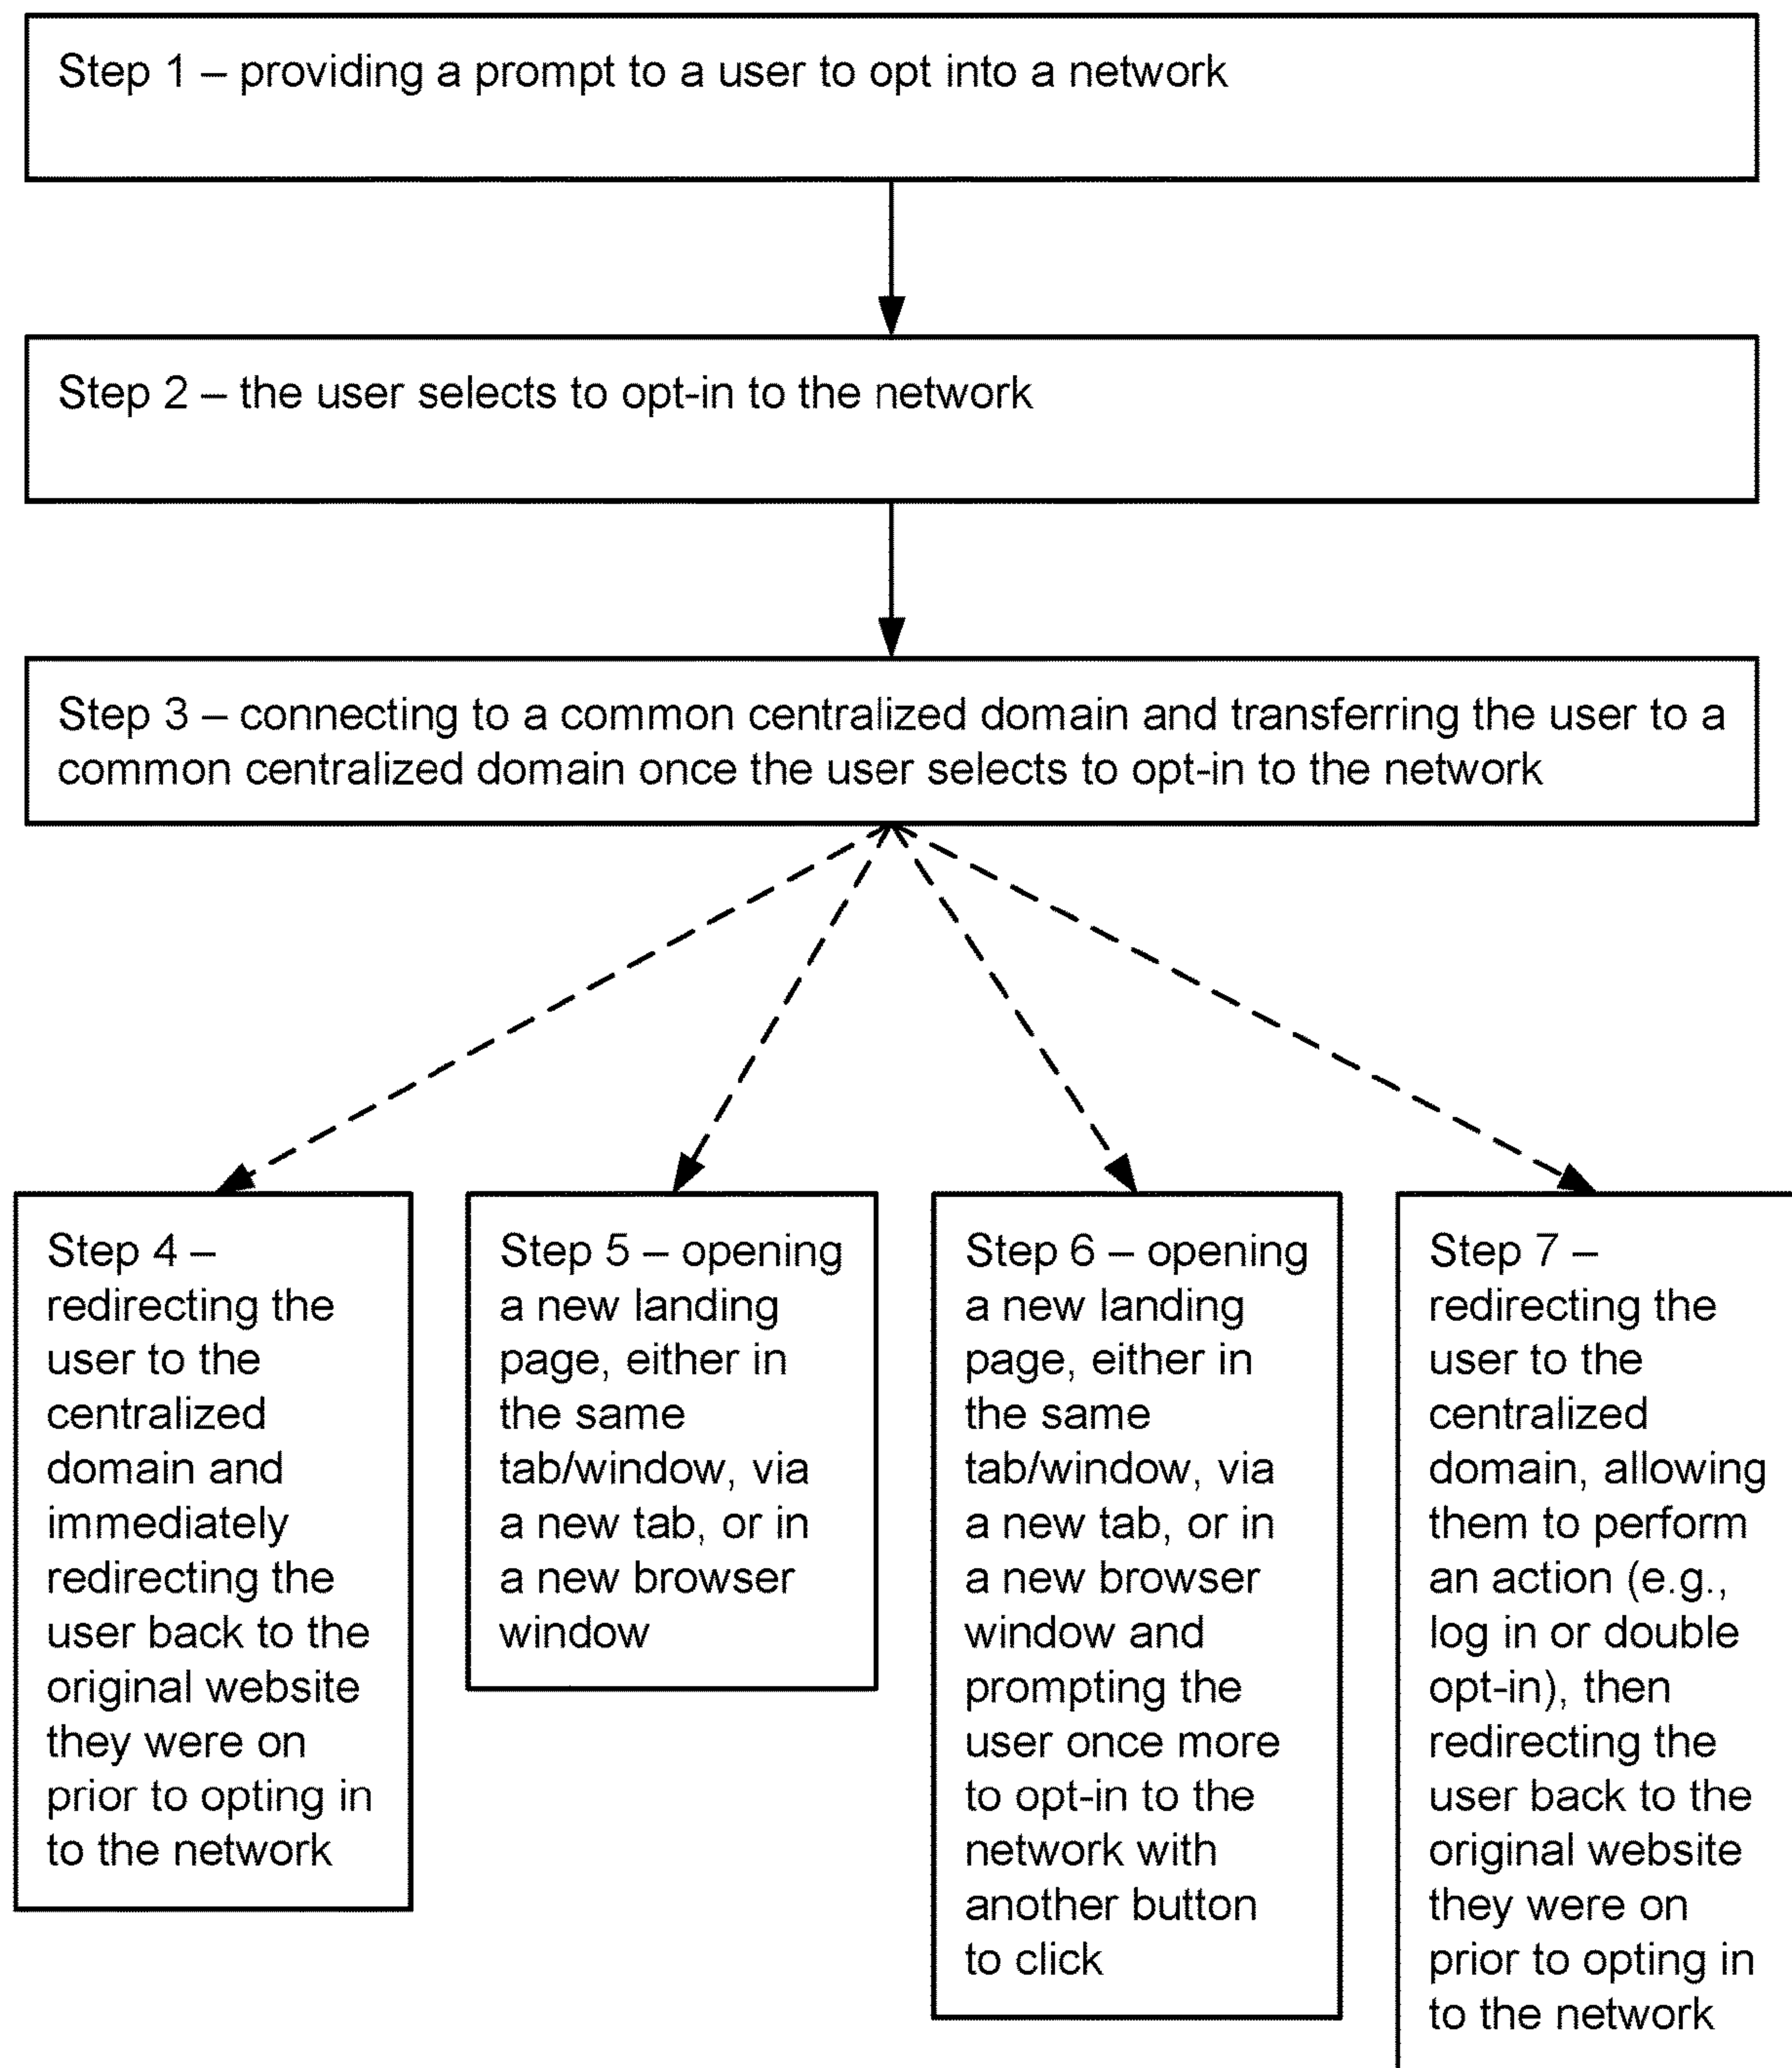 Step 1 – providing a prompt to a user to opt into a network
Step 2 – the user selects to opt-in to the network
Step 3 – connecting to a common centralized domain and transferring the user to a
common centralized domain once the user selects to opt-in to the network
Step 4 –
redirecting the
user to the
centralized
domain and
immediately
redirecting the
user back to the
original website
they were on
prior to opting in
to the network
Step 5 – opening
a new landing
page, either in
the same
tab/window, via
a new tab, or in
a new browser
window
Step 6 – opening
a new landing
page, either in
the same
tab/window, via
a new tab, or in
a new browser
window and
prompting the
user once more
to opt-in to the
network with
another button
to click
Step 7 –
redirecting the
user to the
centralized
domain, allowing
them to perform
an action (e.g.,
log in or double
opt-in), then
redirecting the
user back to the
original website
they were on
prior to opting in
to the network